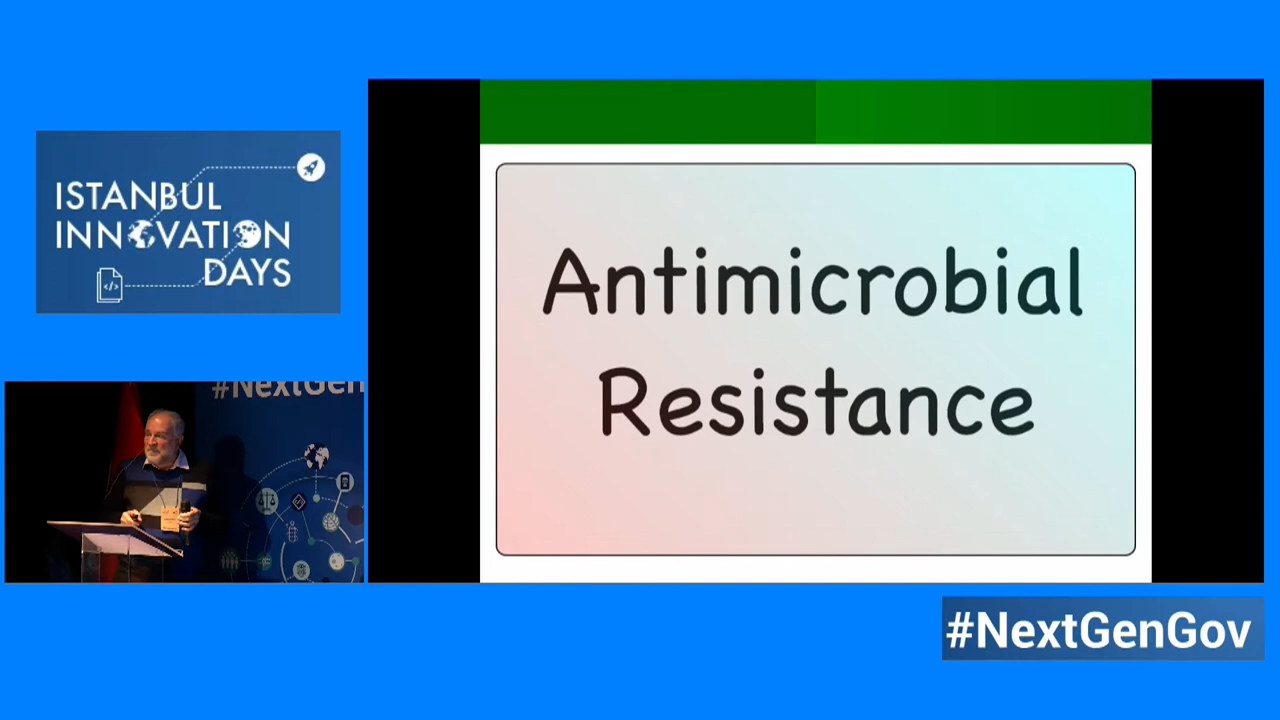 ISTANBUL
INNOVATION
DAYS
#NextGen
Antimicrobial
Resistance
#NextGenGov